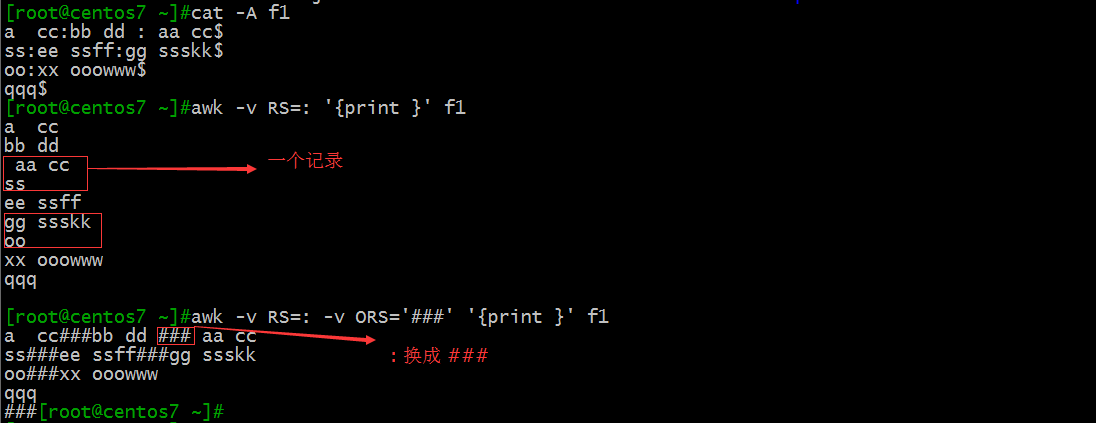 [root@centos7 ~]#cat -A f1
a  cc:bb dd : aa cc$
ss:ee ssff:gg ssskk$
oo:xx ooowww$
qqq$
[root@centos7 ~]#awk -v RS=: '{print }' f1
a  cc
bb dd
 aa cc 一个记录
ss
ee ssff
gg ssskk
oo
xx ooowww
qqq

[root@centos7 ~]#awk -v RS=: -v ORS='###' '{print }' f1
a  cc###bb dd ### aa cc
ss###ee ssff###gg ssskk ：换成 ###
oo###xx ooowww
qqq
###[root@centos7 ~]#